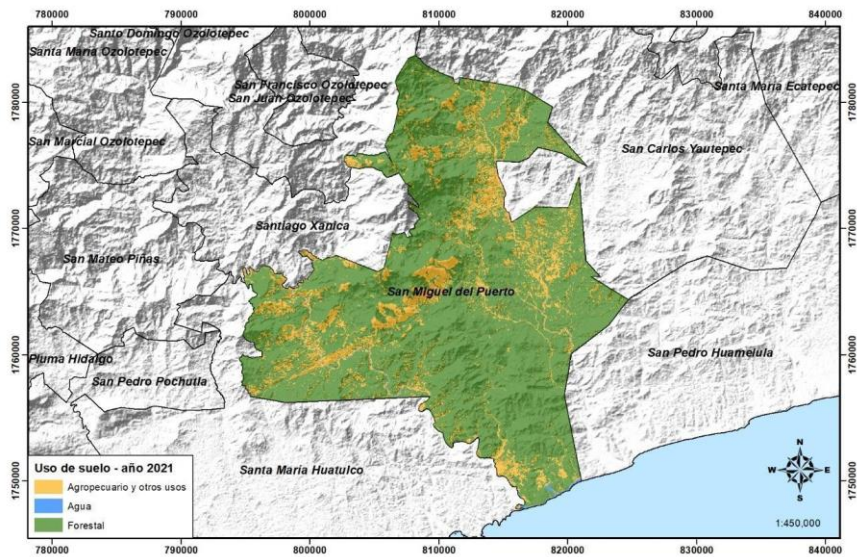 780000 790000 800000 810000 820000 830000 840000
Santo Domingo Ozolotepec
Santa María Ozolotepec
San Francisco Ozolotepec
San Juan Ozolotepec
Santa María Ecatepec
780000
1780000
San Marcial Ozolotepec
San Carlos Yautepec
1770000
1770000
Santiago Xanica
San Mateo Piñas
San Miguel del Puerto
1760000
1760000
Pluma Hidalgo
San Pedro Huamelula
San Pedro Pochutla
Uso de suelo - año 2021
Agropecuario y otros usos
Agua
Forestal
Santa María Huatulco
N
W E
S
1750000
1750000
1:450,000
780000 790000 800000 810000 820000 830000 840000